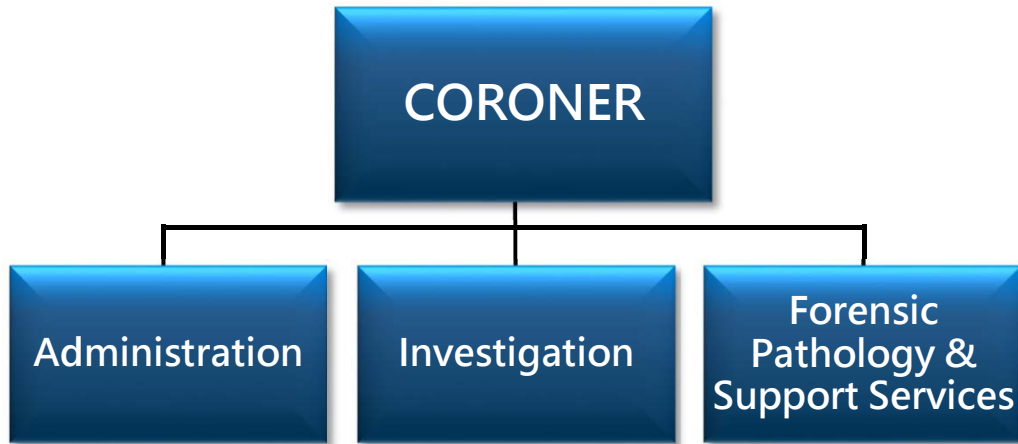 CORONER
Administration
Investigation
Forensic
Pathology &
Support Services